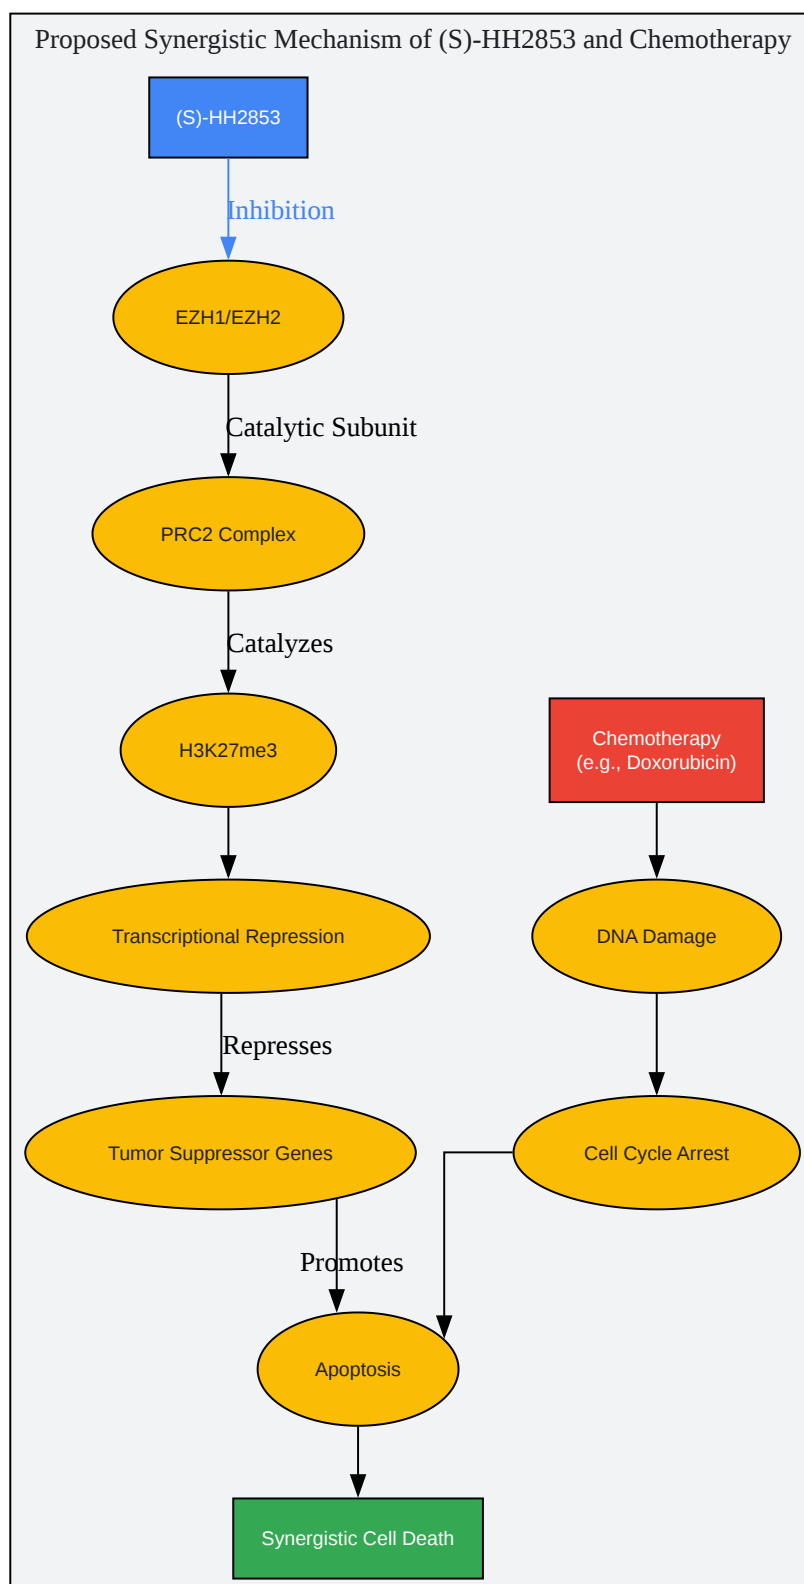 Proposed Synergistic Mechanism of (S)-HH2853 and Chemotherapy
(S)-HH2853
Inhibition
EZH1/EZH2
Catalytic Subunit
PRC2 Complex
Catalyzes
H3K27me3
Chemotherapy
(e.g., Doxorubicin)
Transcriptional Repression
DNA Damage
Represses
Tumor Suppressor Genes
Cell Cycle Arrest
Promotes
Apoptosis
Synergistic Cell Death